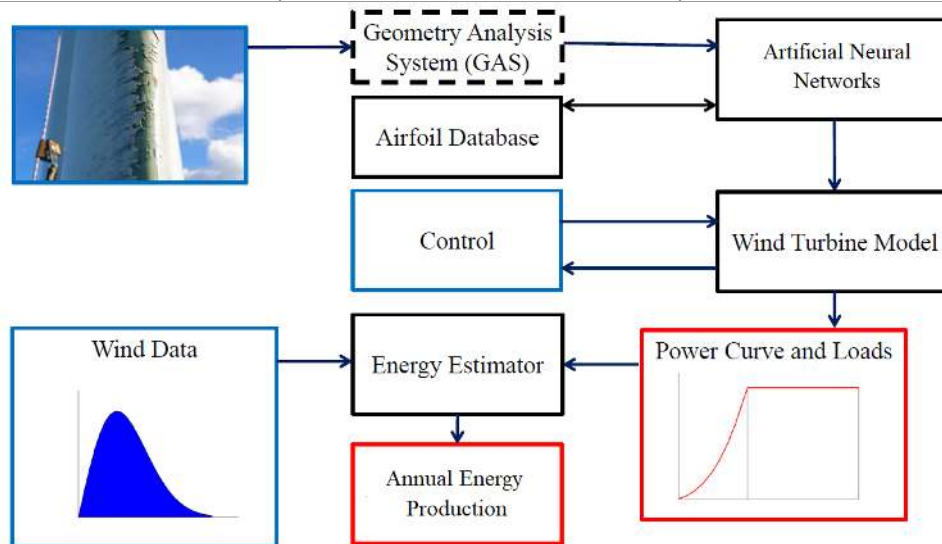 Geometry Analysis
System (GAS)
Artificial Neural
Networks
Airfoil Database
Control
Wind Turbine Model
Wind Data
Energy Estimator
Power Curve and Loads
Annual Energy
Production